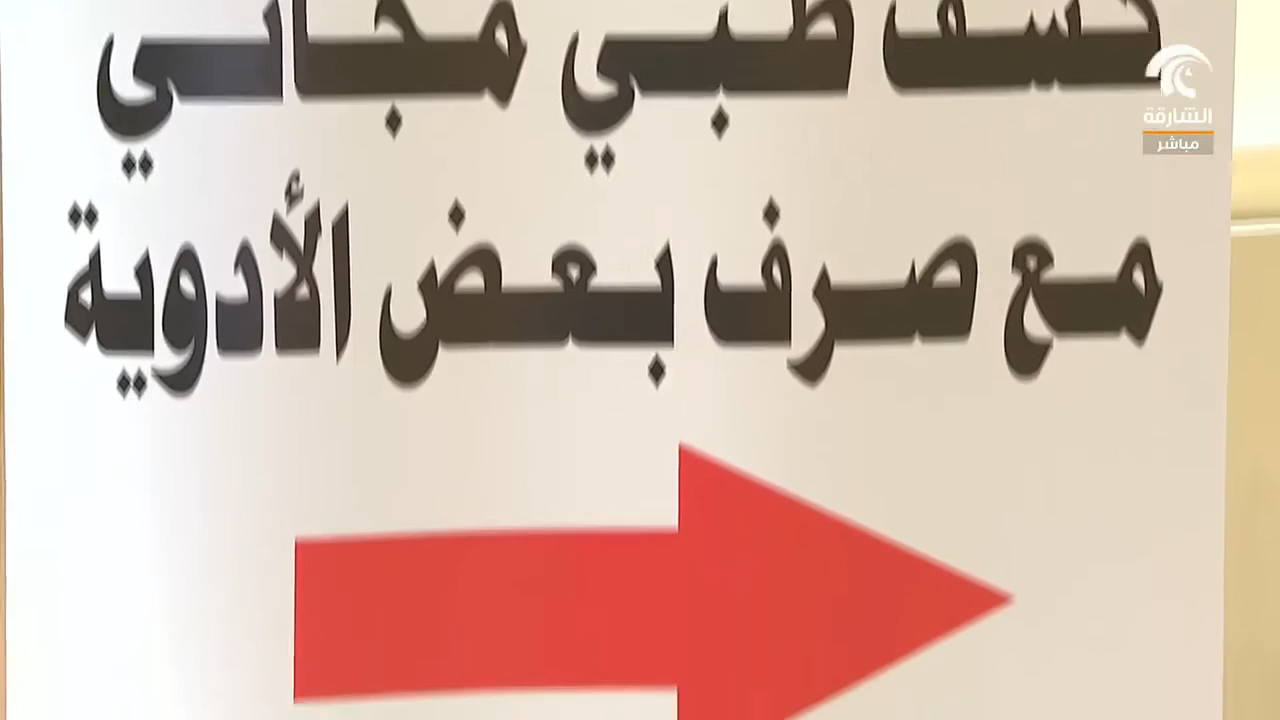 كشف طبي مجاني
مع صرف بعض الأدوية
الشارقة
مباشر